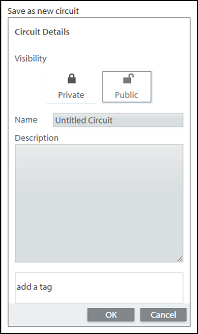 Save as new circuit
Circuit Details
Visibility
Private Public
Name Untitled Circuit
Description
add a tag
OK Cancel